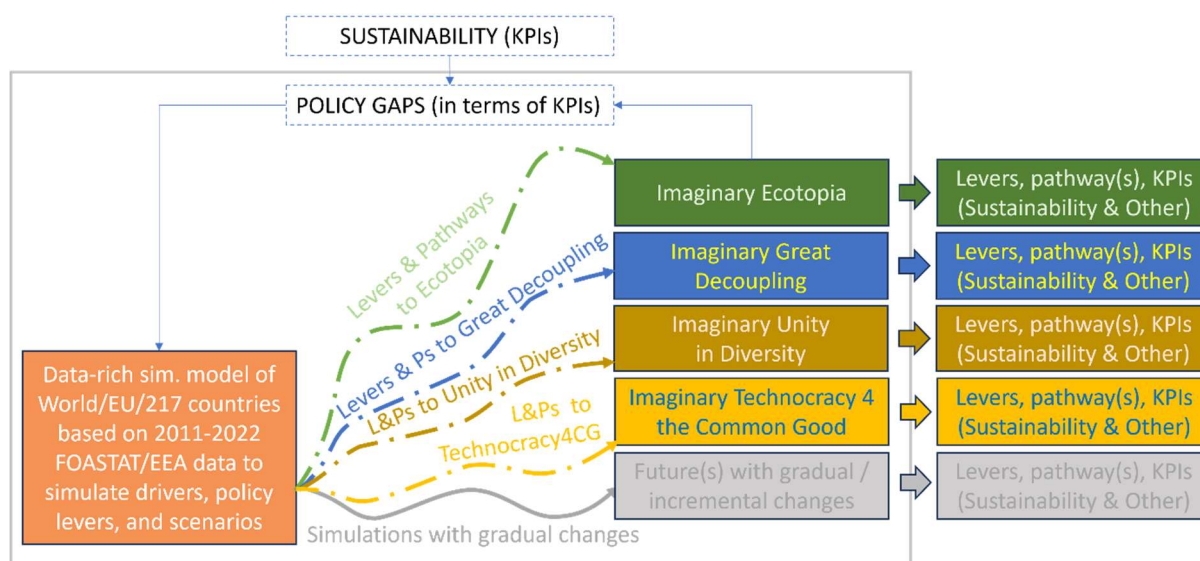 SUSTAINABILITY (KPIs)
POLICY GAPS (in terms of KPIs)
Data-rich sim. model of
World/EU/217 countries
based on 2011-2022
FOASTAT/EEA data to
simulate drivers, policy
levers, and scenarios
Levers & Pathways
to Ecotopia
Levers & Ps to Great Decoupling
L&Ps to Unity in Diversity
L&Ps to
Technocracy4CG
Simulations with gradual changes
Imaginary Ecotopia
Levers, pathway(s), KPIs
(Sustainability & Other)
Imaginary Great
Decoupling
Levers, pathway(s), KPIs
(Sustainability & Other)
Imaginary Unity
in Diversity
Levers, pathway(s), KPIs
(Sustainability & Other)
Imaginary Technocracy 4
the Common Good
Levers, pathway(s), KPIs
(Sustainability & Other)
Future(s) with gradual /
incremental changes
Levers, pathway(s), KPIs
(Sustainability & Other)